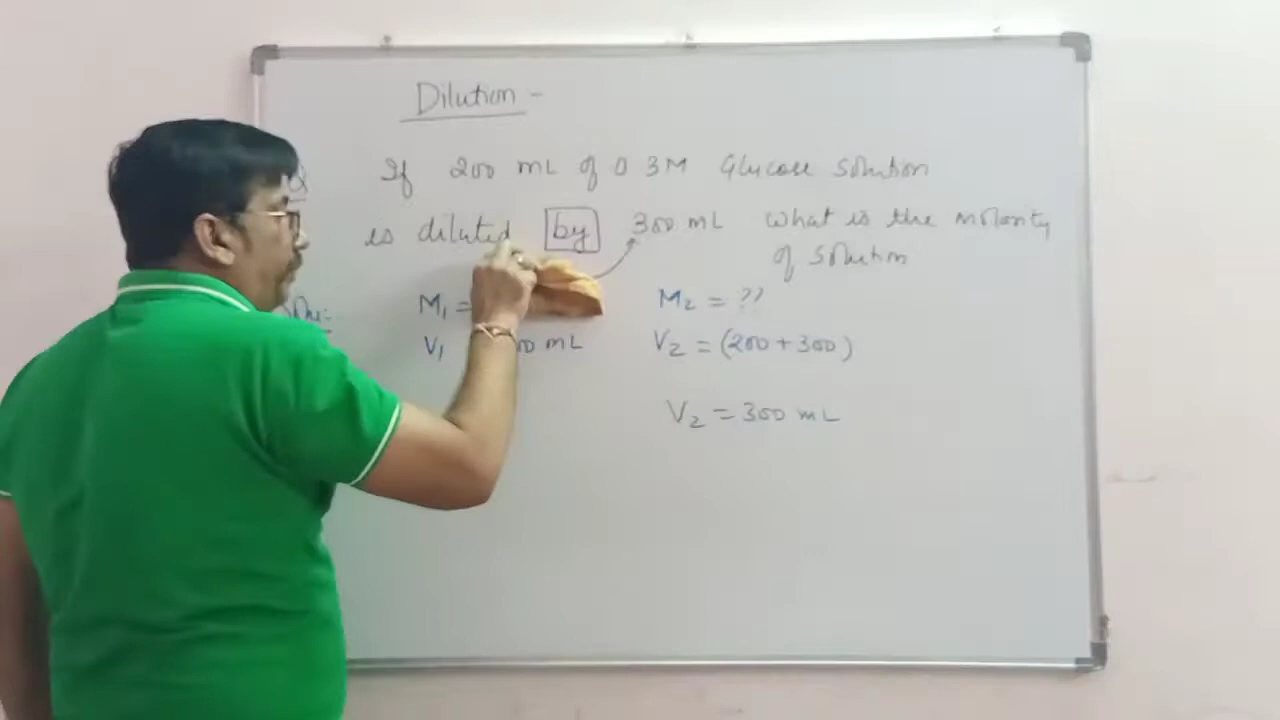 Dilution -
Q If 200 mL of 0.3M Glucose solution
is diluted by 300 mL What is the molarity
of solution
M₁ = M₂ = ??
V₁ mL V₂ = (200 + 300)
V₂ = 300 mL